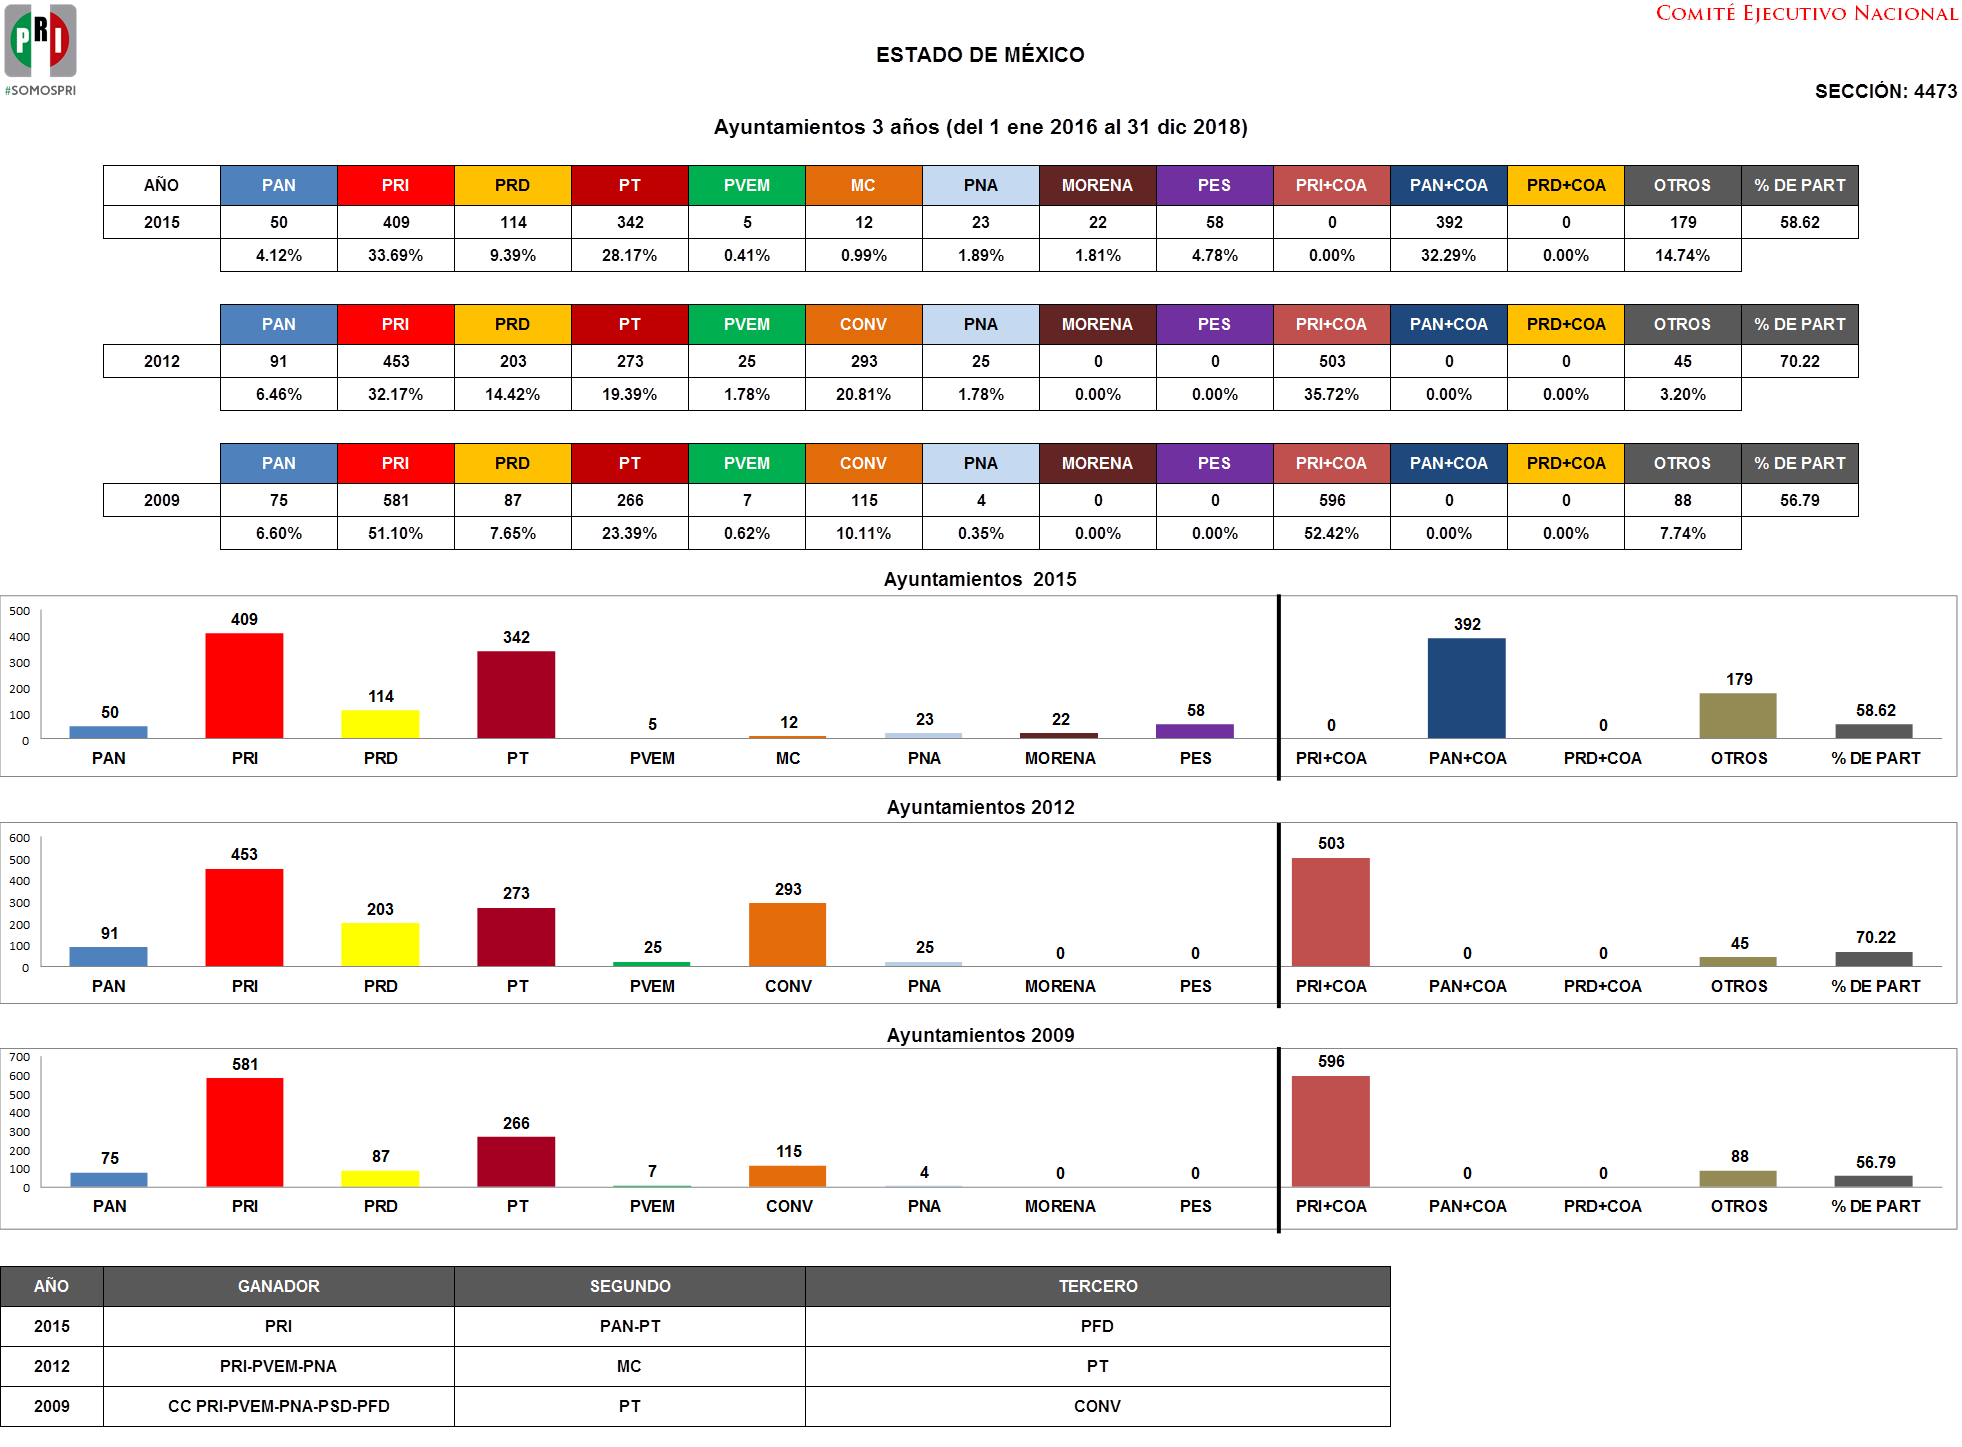 COMITÉ EJECUTIVO NACIONAL
PRI
#SOMOSPRI
ESTADO DE MÉXICO
SECCIÓN: 4473
Ayuntamientos 3 años (del 1 ene 2016 al 31 dic 2018)
AÑO PAN PRI PRD PT PVEM MC PNA MORENA PES PRI+COA PAN+COA PRD+COA OTROS % DE PART
2015 50 409 114 342 5 12 23 22 58 0 392 0 179 58.62
4.12% 33.69% 9.39% 28.17% 0.41% 0.99% 1.89% 1.81% 4.78% 0.00% 32.29% 0.00% 14.74%
PAN PRI PRD PT PVEM CONV PNA MORENA PES PRI+COA PAN+COA PRD+COA OTROS % DE PART
2012 91 453 203 273 25 293 25 0 0 503 0 0 45 70.22
6.46% 32.17% 14.42% 19.39% 1.78% 20.81% 1.78% 0.00% 0.00% 35.72% 0.00% 0.00% 3.20%
PAN PRI PRD PT PVEM CONV PNA MORENA PES PRI+COA PAN+COA PRD+COA OTROS % DE PART
2009 75 581 87 266 7 115 4 0 0 596 0 0 88 56.79
6.60% 51.10% 7.65% 23.39% 0.62% 10.11% 0.35% 0.00% 0.00% 52.42% 0.00% 0.00% 7.74%
Ayuntamientos 2015
500
400
300
200
100
0
50 409 114 342 5 12 23 22 58 0 392 0 179 58.62
PAN PRI PRD PT PVEM MC PNA MORENA PES PRI+COA PAN+COA PRD+COA OTROS % DE PART
Ayuntamientos 2012
600
500
400
300
200
100
0
91 453 203 273 25 293 25 0 0 503 0 0 45 70.22
PAN PRI PRD PT PVEM CONV PNA MORENA PES PRI+COA PAN+COA PRD+COA OTROS % DE PART
Ayuntamientos 2009
700
600
500
400
300
200
100
0
75 581 87 266 7 115 4 0 0 596 0 0 88 56.79
PAN PRI PRD PT PVEM CONV PNA MORENA PES PRI+COA PAN+COA PRD+COA OTROS % DE PART
AÑO GANADOR SEGUNDO TERCERO
2015 PRI PAN-PT PFD
2012 PRI-PVEM-PNA MC PT
2009 CC PRI-PVEM-PNA-PSD-PFD PT CONV